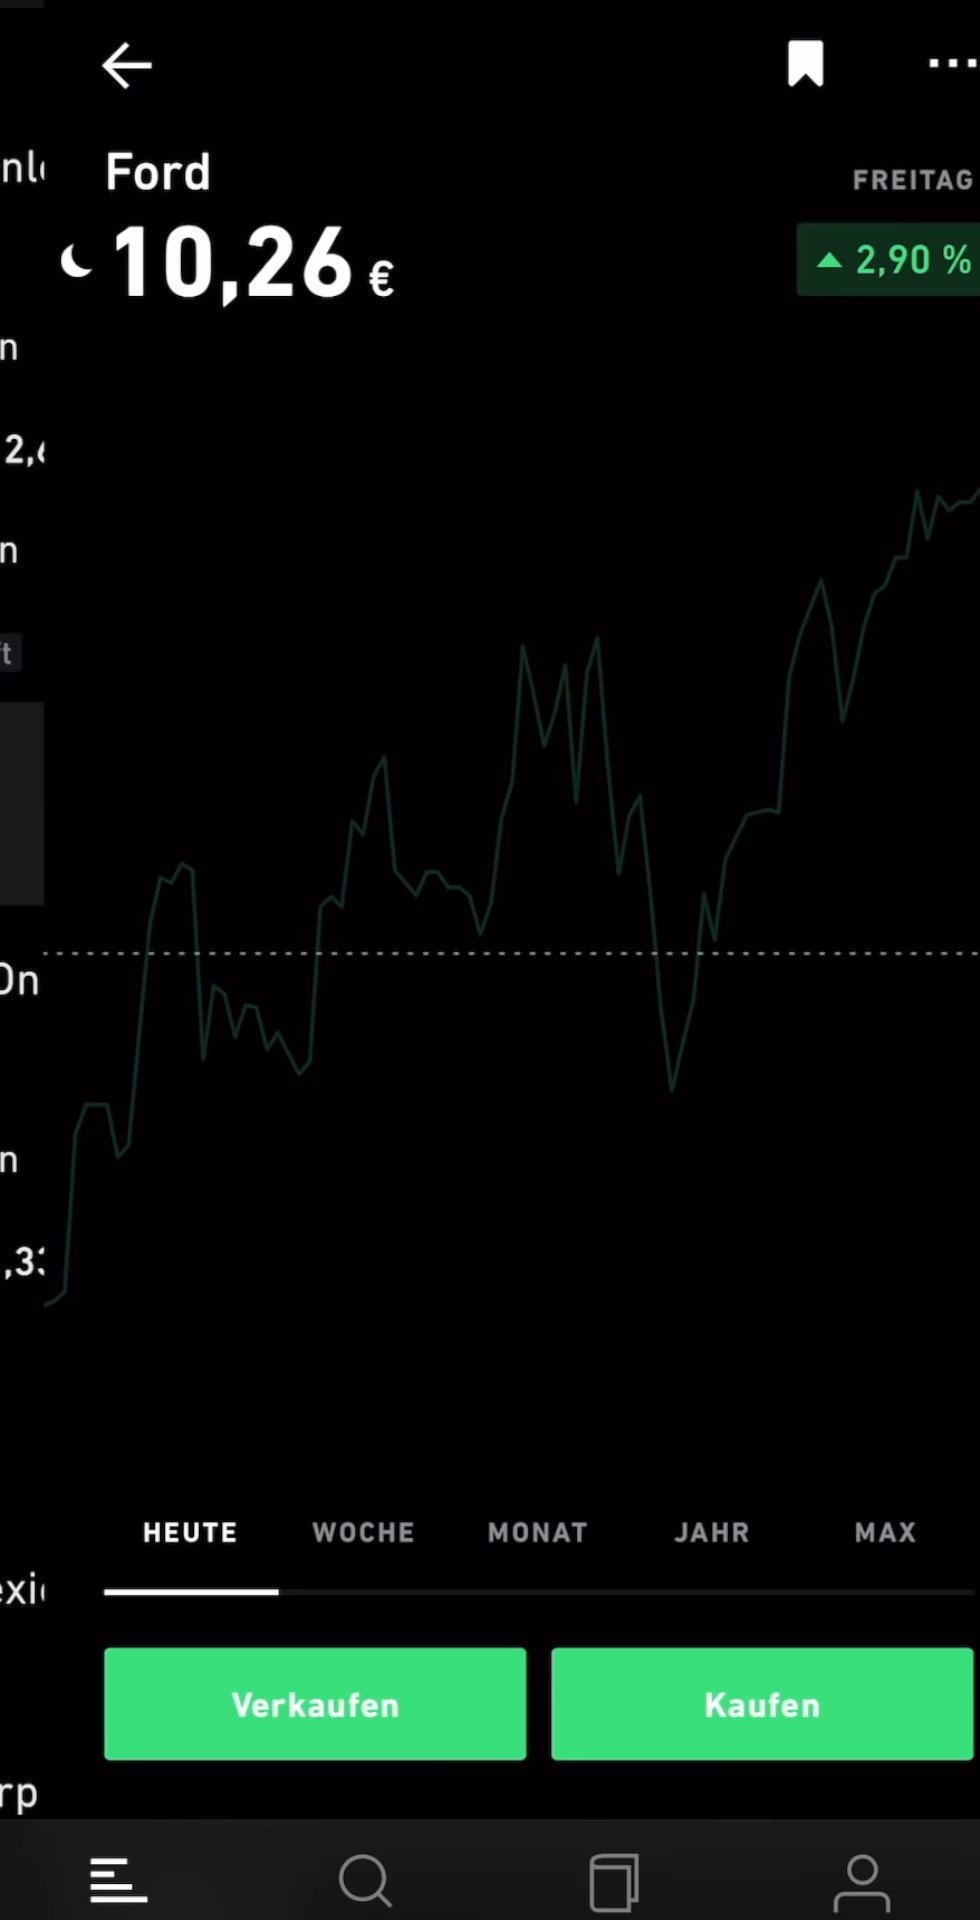 Ford
FREITAG
10,26 €
2,90 %
HEUTE WOCHE MONAT JAHR MAX
Verkaufen Kaufen